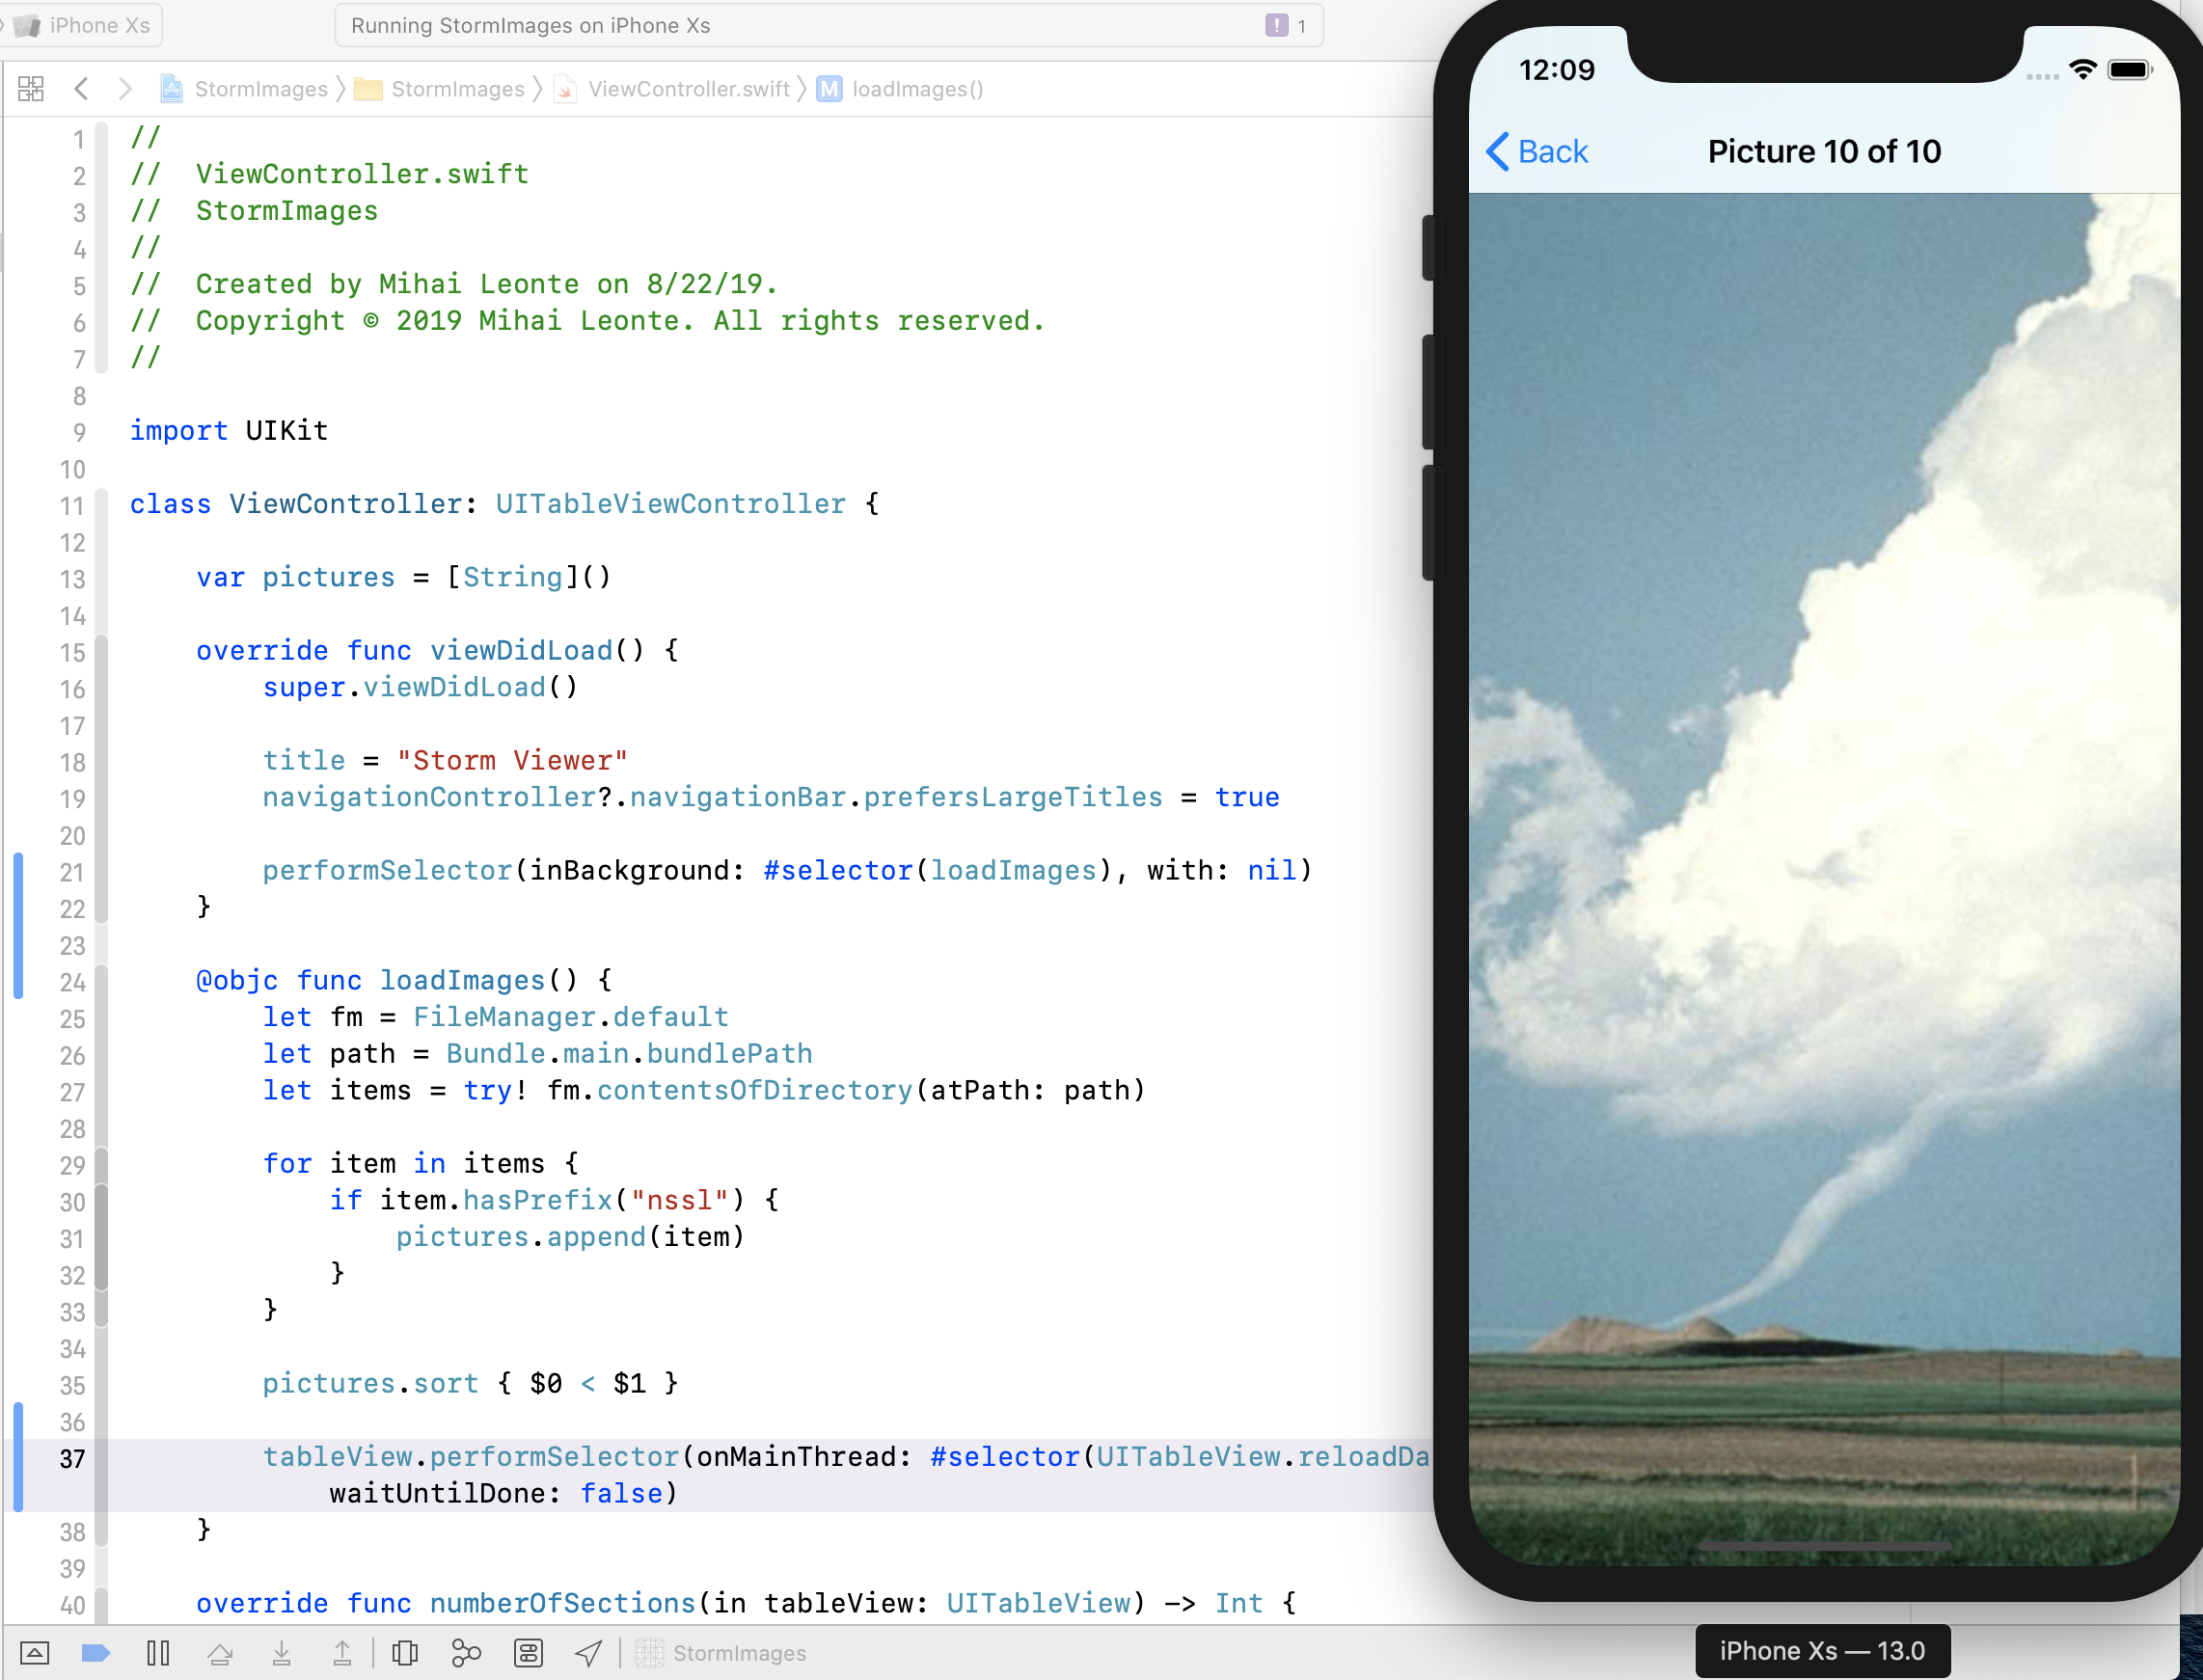 iPhone Xs
Running StormImages on iPhone Xs
! 1
StormImages
StormImages
ViewController.swift
M loadImages()
1 //
2 //  ViewController.swift
3 //  StormImages
4 //
5 //  Created by Mihai Leonte on 8/22/19.
6 //  Copyright © 2019 Mihai Leonte. All rights reserved.
7 //
8
9 import UIKit
10
11 class ViewController: UITableViewController {
12
13     var pictures = [String]()
14
15     override func viewDidLoad() {
16         super.viewDidLoad()
17
18         title = "Storm Viewer"
19         navigationController?.navigationBar.prefersLargeTitles = true
20
21         performSelector(inBackground: #selector(loadImages), with: nil)
22     }
23
24     @objc func loadImages() {
25         let fm = FileManager.default
26         let path = Bundle.main.bundlePath
27         let items = try! fm.contentsOfDirectory(atPath: path)
28
29         for item in items {
30             if item.hasPrefix("nssl") {
31                 pictures.append(item)
32             }
33         }
34
35         pictures.sort { $0 < $1 }
36
37         tableView.performSelector(onMainThread: #selector(UITableView.reloadDa
            waitUntilDone: false)
38     }
39
40     override func numberOfSections(in tableView: UITableView) -> Int {
StormImages
12:09
Back
Picture 10 of 10
iPhone Xs — 13.0